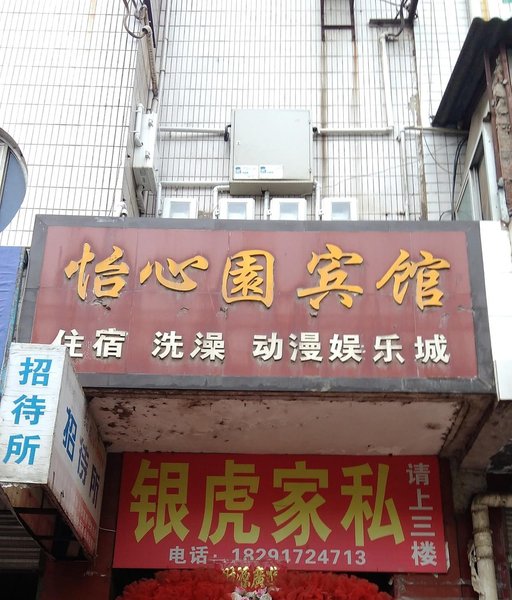 怡心園宾馆
住宿 洗澡 动漫娱乐城
招待所
招待所
银虎家私
请上三楼
电话: 18291724713